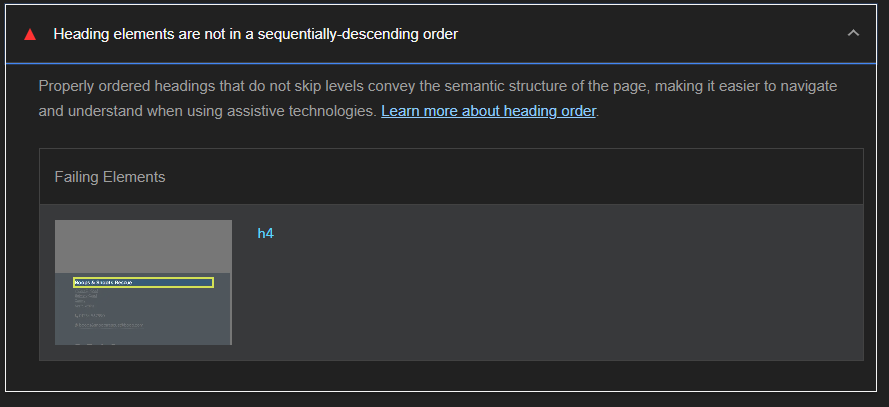 Heading elements are not in a sequentially-descending order
Properly ordered headings that do not skip levels convey the semantic structure of the page, making it easier to navigate
and understand when using assistive technologies. Learn more about heading order.
Failing Elements
h4